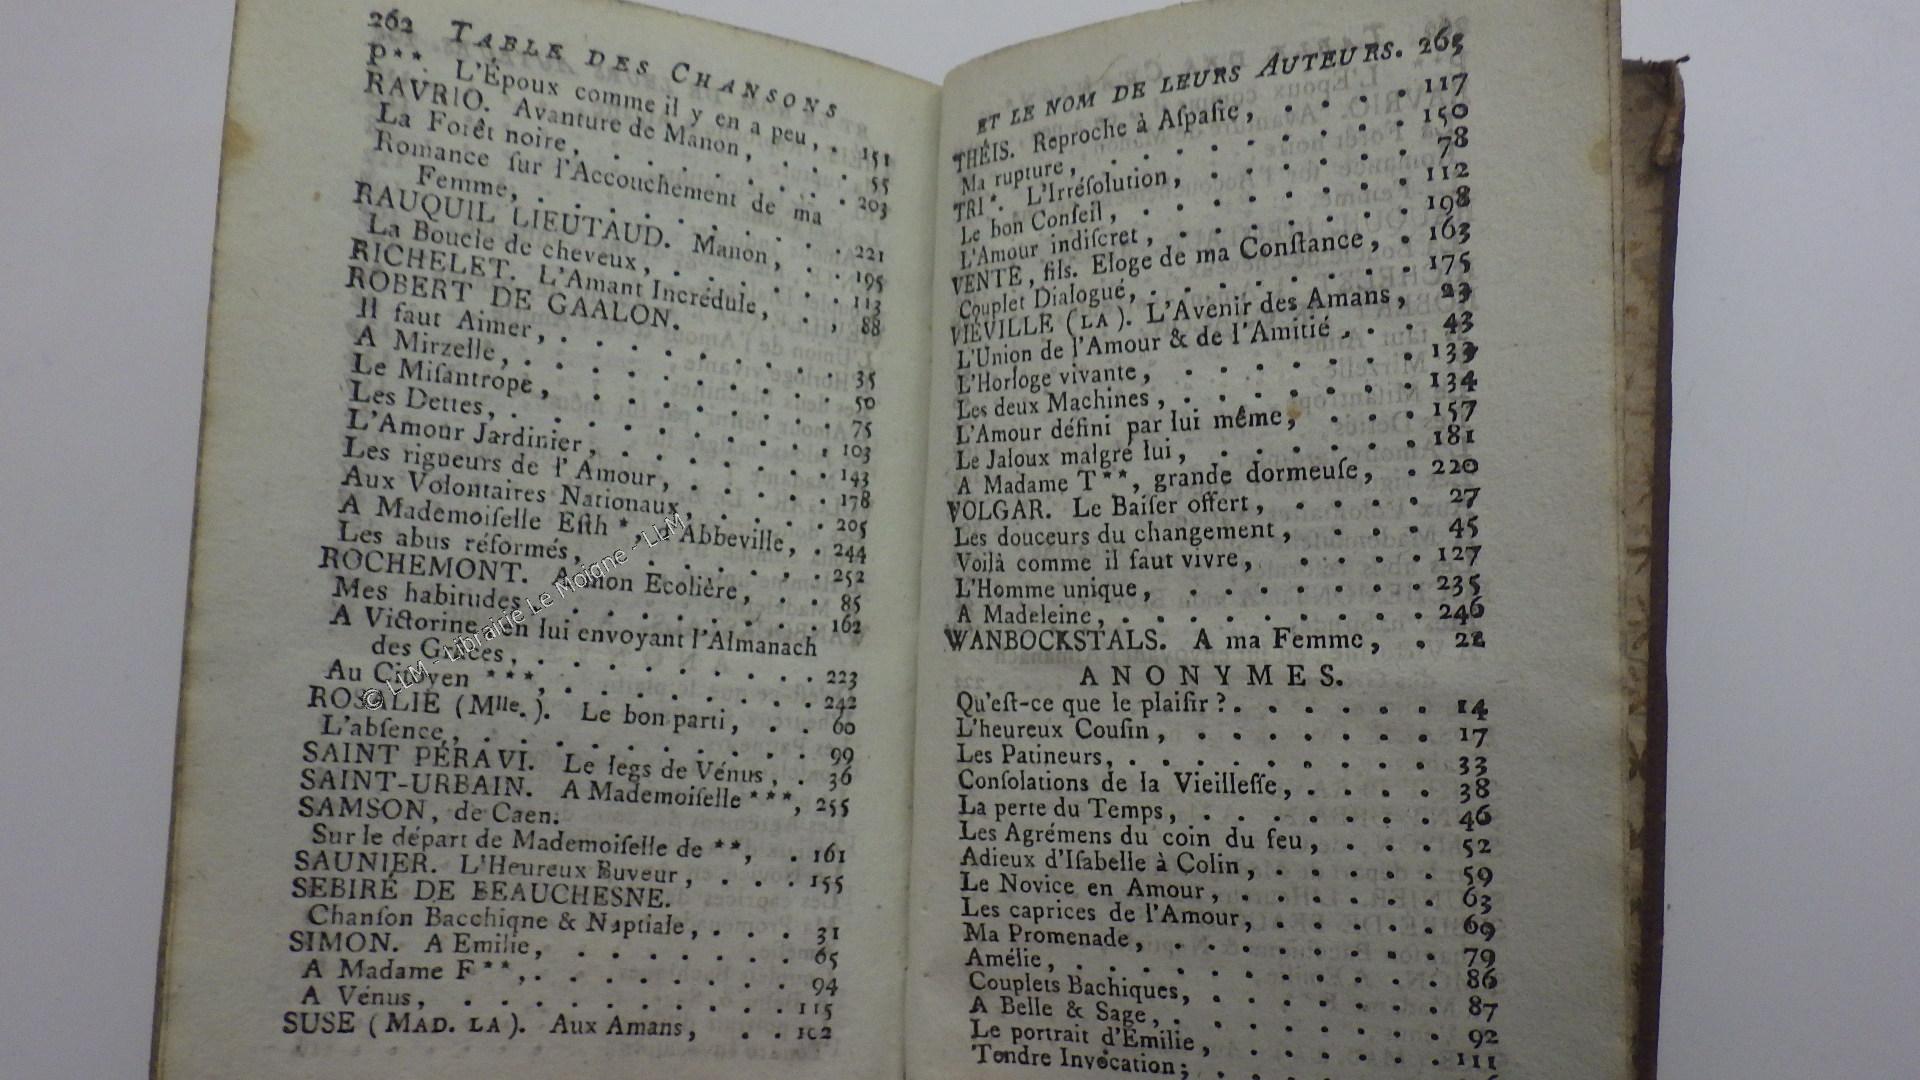 262 TABLE DES CHANSONS
P**. L'Époux comme il y en a peu, . 151
RAVRIO. Avanture de Manon, . . . . 55
La Forêt noire, . . . . . . . . 203
Romance ſur l'Accouchement de ma
Femme, . . . . . . . . . 221
RAUQUIL LIEUTAUD. Manon, . . 195
La Boucle de cheveux, . . . . . . 113
RICHELET. L'Amant Incrédule, . . , 88
ROBERT DE GAALON.
Il faut Aimer, . . . . . . . . . 35
A Mirzelle, . . . . . . . . . . 50
Le Miſantrope, . . . . . . . . . 75
Les Dettes, . . . . . . . . . . 103
L'Amour Jardinier, . . . . . . . 143
Les rigueurs de l'Amour, . . . . . 178
Aux Volontaires Nationaux, . . . . 205
A Mademoiſelle Eſth *, d'Abbeville, . 244
Les abus réformés, . . . . . . . 252
ROCHEMONT. A mon Ecolière, . . 85
Mes habitudes . . . . . . . . . 162
A Victorine, en lui envoyant l'Almanach
des Graces, . . . . . . . . . 223
Au Citoyen ***, . . . . . . . . 242
ROSALIE (Mlle.). Le bon parti, . . 60
L'abſence, . . . . . . . . . . 99
SAINT PÉRAVI. Le legs de Vénus, . 36
SAINT-URBAIN. A Mademoiſelle ***, 255
SAMSON, de Caen.
Sur le départ de Mademoiſelle de **, . 161
SAUNIER. L'Heureux Buveur, . . . 155
SEBIRÉ DE BEAUCHESNE.
Chanſon Bacchique & Nuptiale, . . . 31
SIMON. A Emilie, . . . . . . . 65
A Madame F**, . . . . . . . . 94
A Vénus, . . . . . . . . . . 115
SUSE (MAD. LA). Aux Amans, . . 102
ET LE NOM DE LEURS AUTEURS. 263
THÉIS. Reproche à Aſpaſie, . . . . 117
Ma rupture, . . . . . . . . . 150
TRI*. L'Irréſolution, . . . . . . 78
Le bon Conſeil, . . . . . . . . 112
L'Amour indiſcret, . . . . . . . 198
VENTE, fils. Eloge de ma Conſtance, . 163
Couplet Dialogué, . . . . . . . . 175
VIÉVILLE (LA). L'Avenir des Amans, 23
L'Union de l'Amour & de l'Amitié, . . 43
L'Horloge vivante, . . . . . . . 133
Les deux Machines, . . . . . . . 134
L'Amour défini par lui même, . . . 157
Le Jaloux malgré lui, . . . . . . 181
A Madame T**, grande dormeuſe, . 220
VOLGAR. Le Baiſer offert, . . . . 27
Les douceurs du changement, . . . 45
Voilà comme il faut vivre, . . . . 127
L'Homme unique, . . . . . . . . 235
A Madeleine, . . . . . . . . . 246
WANBOCKSTALS. A ma Femme, . 22
ANONYMES.
Qu'eſt-ce que le plaiſir ? . . . . . . 14
L'heureux Couſin, . . . . . . . 17
Les Patineurs, . . . . . . . . . 33
Conſolations de la Vieilleſſe, . . . . 38
La perte du Temps, . . . . . . . 46
Les Agrémens du coin du feu, . . . 52
Adieux d'Iſabelle à Colin, . . . . . 59
Le Novice en Amour, . . . . . . 63
Les caprices de l'Amour, . . . . . 69
Ma Promenade, . . . . . . . . 79
Amélie, . . . . . . . . . . . 86
Couplets Bachiques, . . . . . . . 87
A Belle & Sage, . . . . . . . . 92
Le portrait d'Emilie, . . . . . . . 111
Tendre Invocation;
© LLM - Librairie Le Moigne - LLM